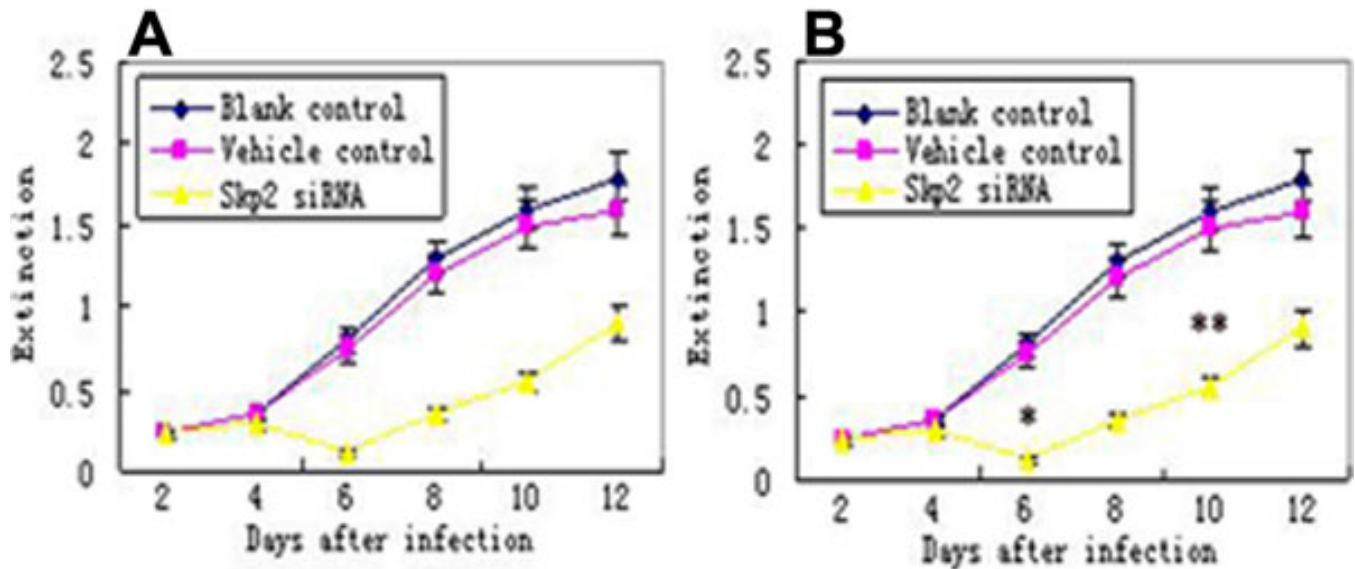 A
2.5
2
1.5
1
0.5
0
Extinction
Blank control
Vehicle control
Skp2 siRNA
2 4 6 8 10 12
Days after infection
B
2.5
2
1.5
1
0.5
0
Extinction
Blank control
Vehicle control
Skp2 siRNA
*
**
2 4 6 8 10 12
Days after infection